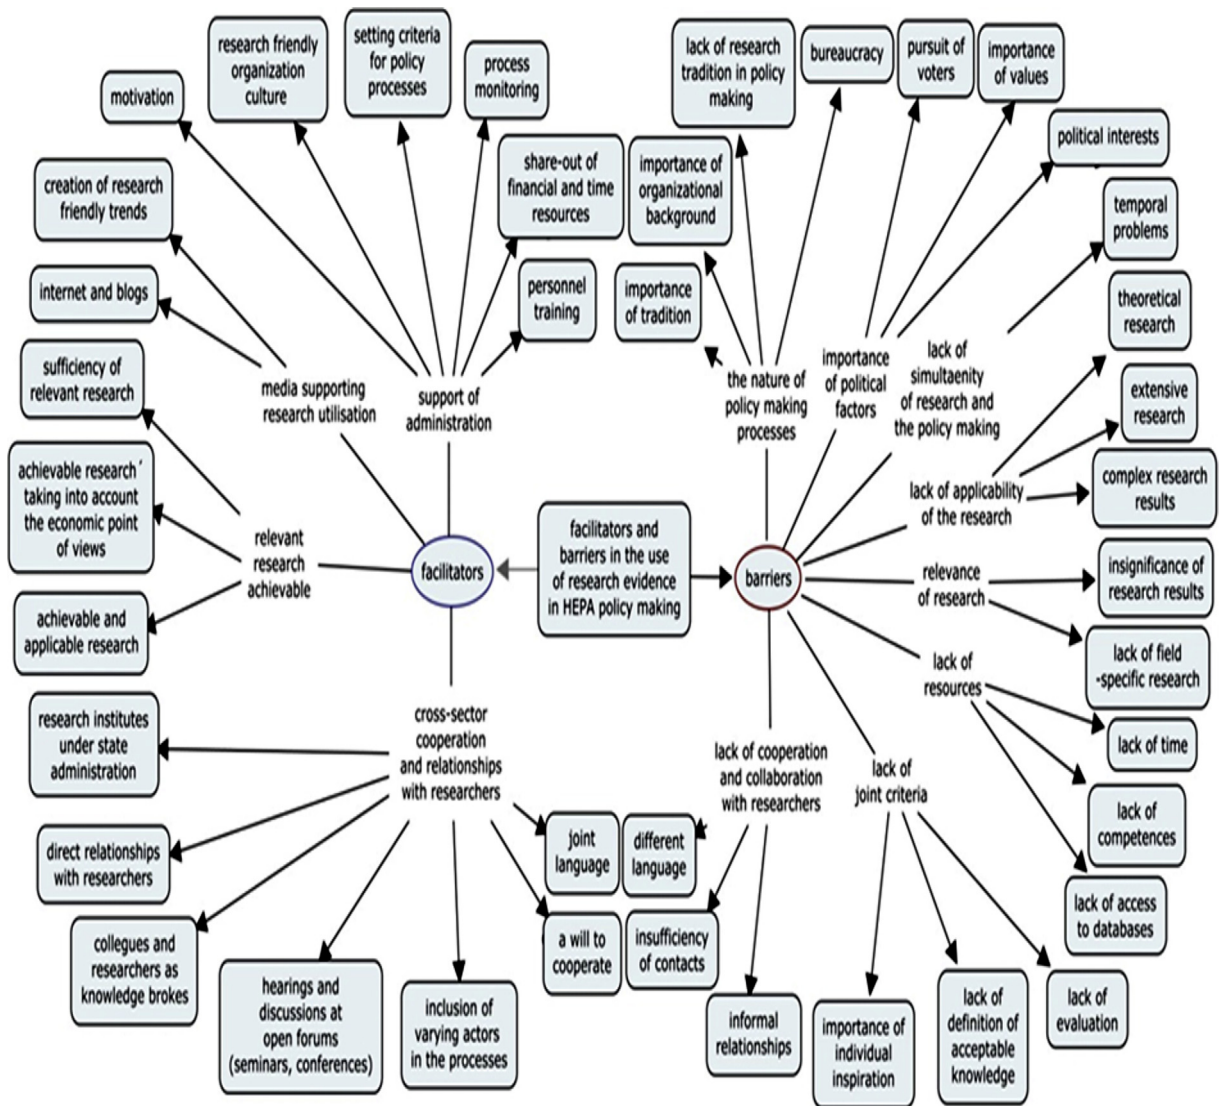 motivation
research friendly
organization
culture
setting criteria
for policy
processes
process
monitoring
share-out of
financial and time
resources
personnel
training
creation of research
friendly trends
internet and blogs
sufficiency of
relevant research
achievable research´
taking into account
the economic point
of views
achievable and
applicable research
media supporting
research utilisation
support of
administration
relevant
research
achievable
facilitators
facilitators and
barriers in the use
of research evidence
in HEPA policy making
barriers
lack of research
tradition in policy
making
bureaucracy
pursuit of
voters
importance
of values
political interests
importance of
organizational
background
importance
of tradition
temporal
problems
theoretical
research
extensive
research
complex research
results
insignificance of
research results
lack of field
-specific research
lack of time
lack of
competences
lack of access
to databases
the nature of
policy making
processes
importance
of political
factors
lack of
simultaenity
of research and
the policy making
lack of applicability
of the research
relevance
of research
lack of
resources
cross-sector
cooperation
and relationships
with researchers
research institutes
under state
administration
direct relationships
with researchers
collegues and
researchers as
knowledge brokes
hearings and
discussions at
open forums
(seminars, conferences)
inclusion of
varying actors
in the processes
a will to
cooperate
joint
language
lack of cooperation
and collaboration
with researchers
different
language
insufficiency
of contacts
informal
relationships
lack of
joint criteria
importance of
individual
inspiration
lack of
definition of
acceptable
knowledge
lack of
evaluation